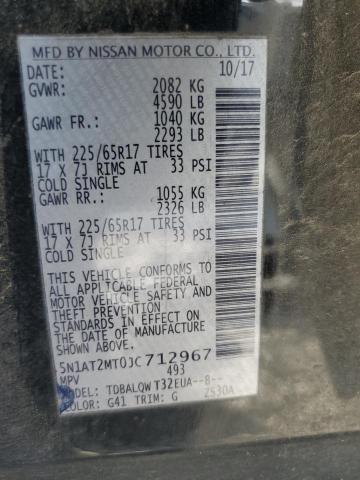 MFD BY NISSAN MOTOR CO., LTD.
DATE: 10/17
GVWR: 2082 KG
4590 LB
GAWR FR.: 1040 KG
2293 LB
WITH 225/65R17 TIRES
17 X 7J RIMS AT 33 PSI
COLD SINGLE
GAWR RR.: 1055 KG
2326 LB
WITH 225/65R17 TIRES
17 X 7J RIMS AT 33 PSI
COLD SINGLE
THIS VEHICLE CONFORMS TO
ALL APPLICABLE FEDERAL
MOTOR VEHICLE SAFETY AND
THEFT PREVENTION
STANDARDS IN EFFECT ON
THE DATE OF MANUFACTURE
SHOWN ABOVE.
5N1AT2MT0JC712967
MPV 493
MODEL: TDBALQWT32EUA--8--
COLOR: G41 TRIM: G 2530A